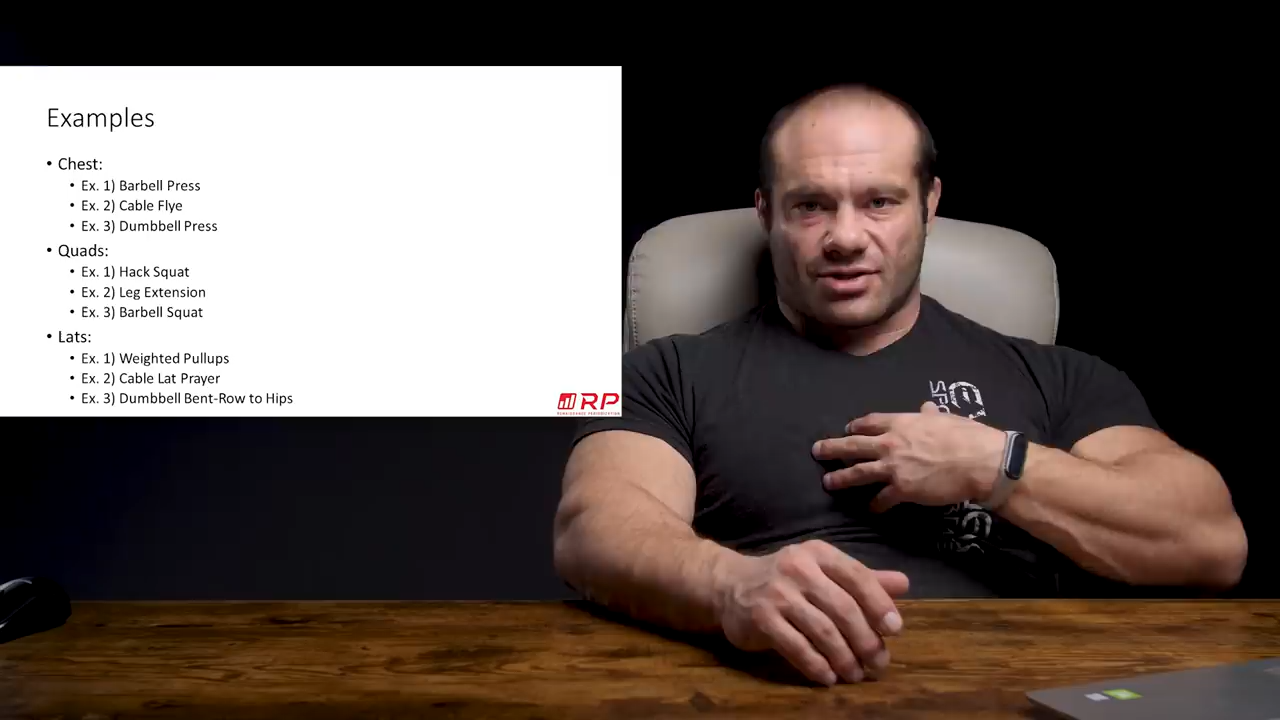 Examples
• Chest:
• Ex. 1) Barbell Press
• Ex. 2) Cable Flye
• Ex. 3) Dumbbell Press
• Quads:
• Ex. 1) Hack Squat
• Ex. 2) Leg Extension
• Ex. 3) Barbell Squat
• Lats:
• Ex. 1) Weighted Pullups
• Ex. 2) Cable Lat Prayer
• Ex. 3) Dumbbell Bent-Row to Hips
RP
RENAISSANCE PERIODIZATION